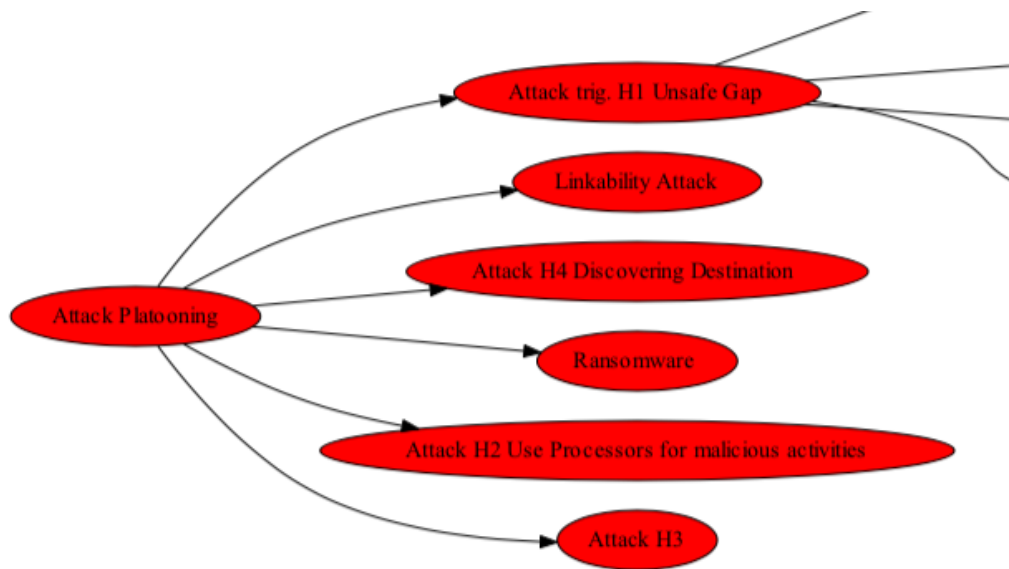 Attack trig. H1 Unsafe Gap
Linkability Attack
Attack H4 Discovering Destination
Attack Platooning
Ransomware
Attack H2 Use Processors for malicious activities
Attack H3